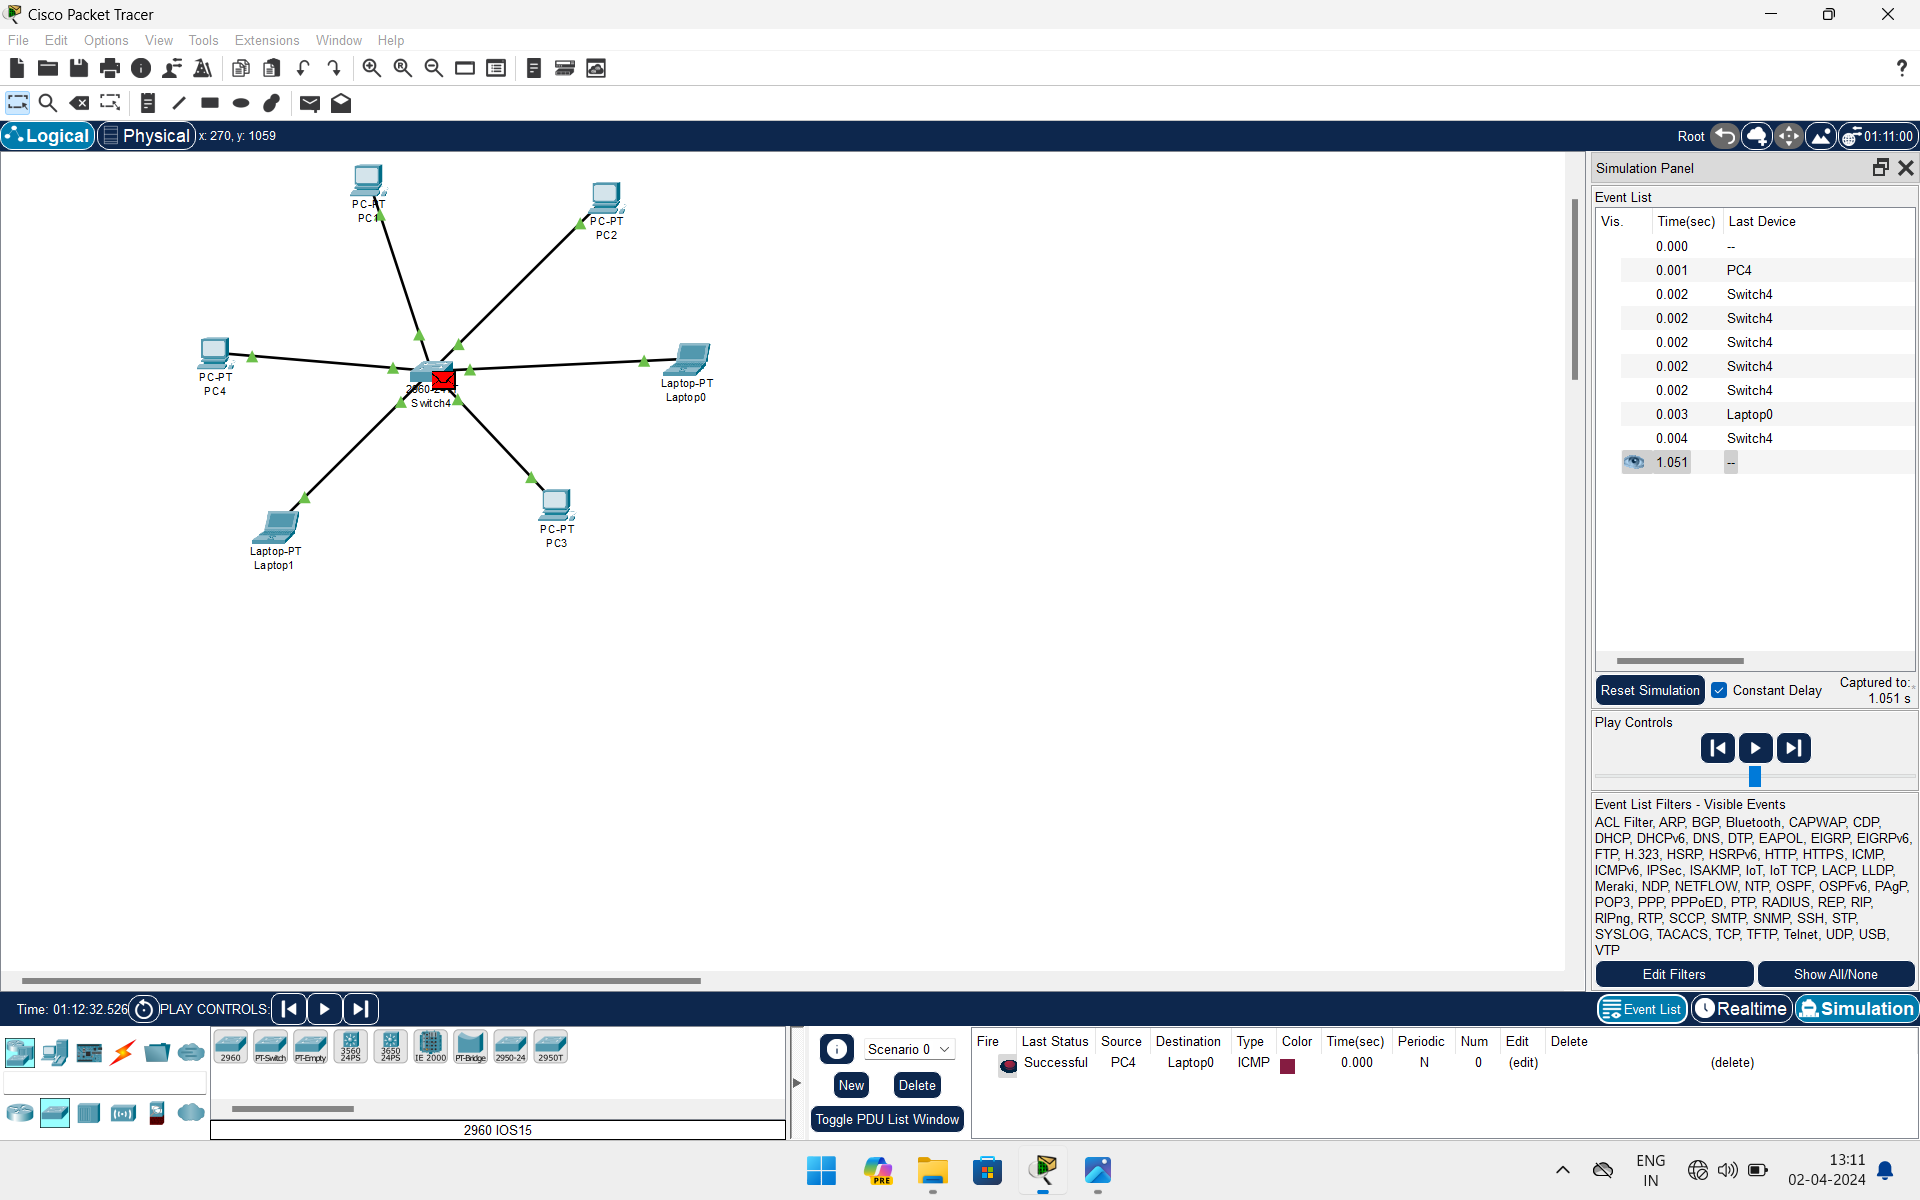 Cisco Packet Tracer
File Edit Options View Tools Extensions Window Help
?
Logical Physical x: 270, y: 1059 Root 01:11:00
PC-PT
PC1
PC-PT
PC2
PC-PT
PC4
Switch4
Laptop-PT
Laptop0
Laptop-PT
Laptop1
PC-PT
PC3
Simulation Panel
Event List
Vis. Time(sec) Last Device
0.000 --
0.001 PC4
0.002 Switch4
0.002 Switch4
0.002 Switch4
0.002 Switch4
0.002 Switch4
0.003 Laptop0
0.004 Switch4
1.051 --
Reset Simulation Constant Delay Captured to:
1.051 s
Play Controls
Event List Filters - Visible Events
ACL Filter, ARP, BGP, Bluetooth, CAPWAP, CDP,
DHCP, DHCPv6, DNS, DTP, EAPOL, EIGRP, EIGRPv6,
FTP, H.323, HSRP, HSRPv6, HTTP, HTTPS, ICMP,
ICMPv6, IPSec, ISAKMP, IoT, IoT TCP, LACP, LLDP,
Meraki, NDP, NETFLOW, NTP, OSPF, OSPFv6, PAgP,
POP3, PPP, PPPoED, PTP, RADIUS, REP, RIP,
RIPng, RTP, SCCP, SMTP, SNMP, SSH, STP,
SYSLOG, TACACS, TCP, TFTP, Telnet, UDP, USB,
VTP
Edit Filters Show All/None
Time: 01:12:32.526 PLAY CONTROLS: Event List Realtime Simulation
2960 PT-Switch PT-Empty 3560 24PS 3650 24PS IE 2000 PT-Bridge 2950-24 2950T
2960 IOS15
Scenario 0
New Delete
Toggle PDU List Window
Fire Last Status Source Destination Type Color Time(sec) Periodic Num Edit Delete
Successful PC4 Laptop0 ICMP 0.000 N 0 (edit) (delete)
PRE
ENG
IN
13:11
02-04-2024